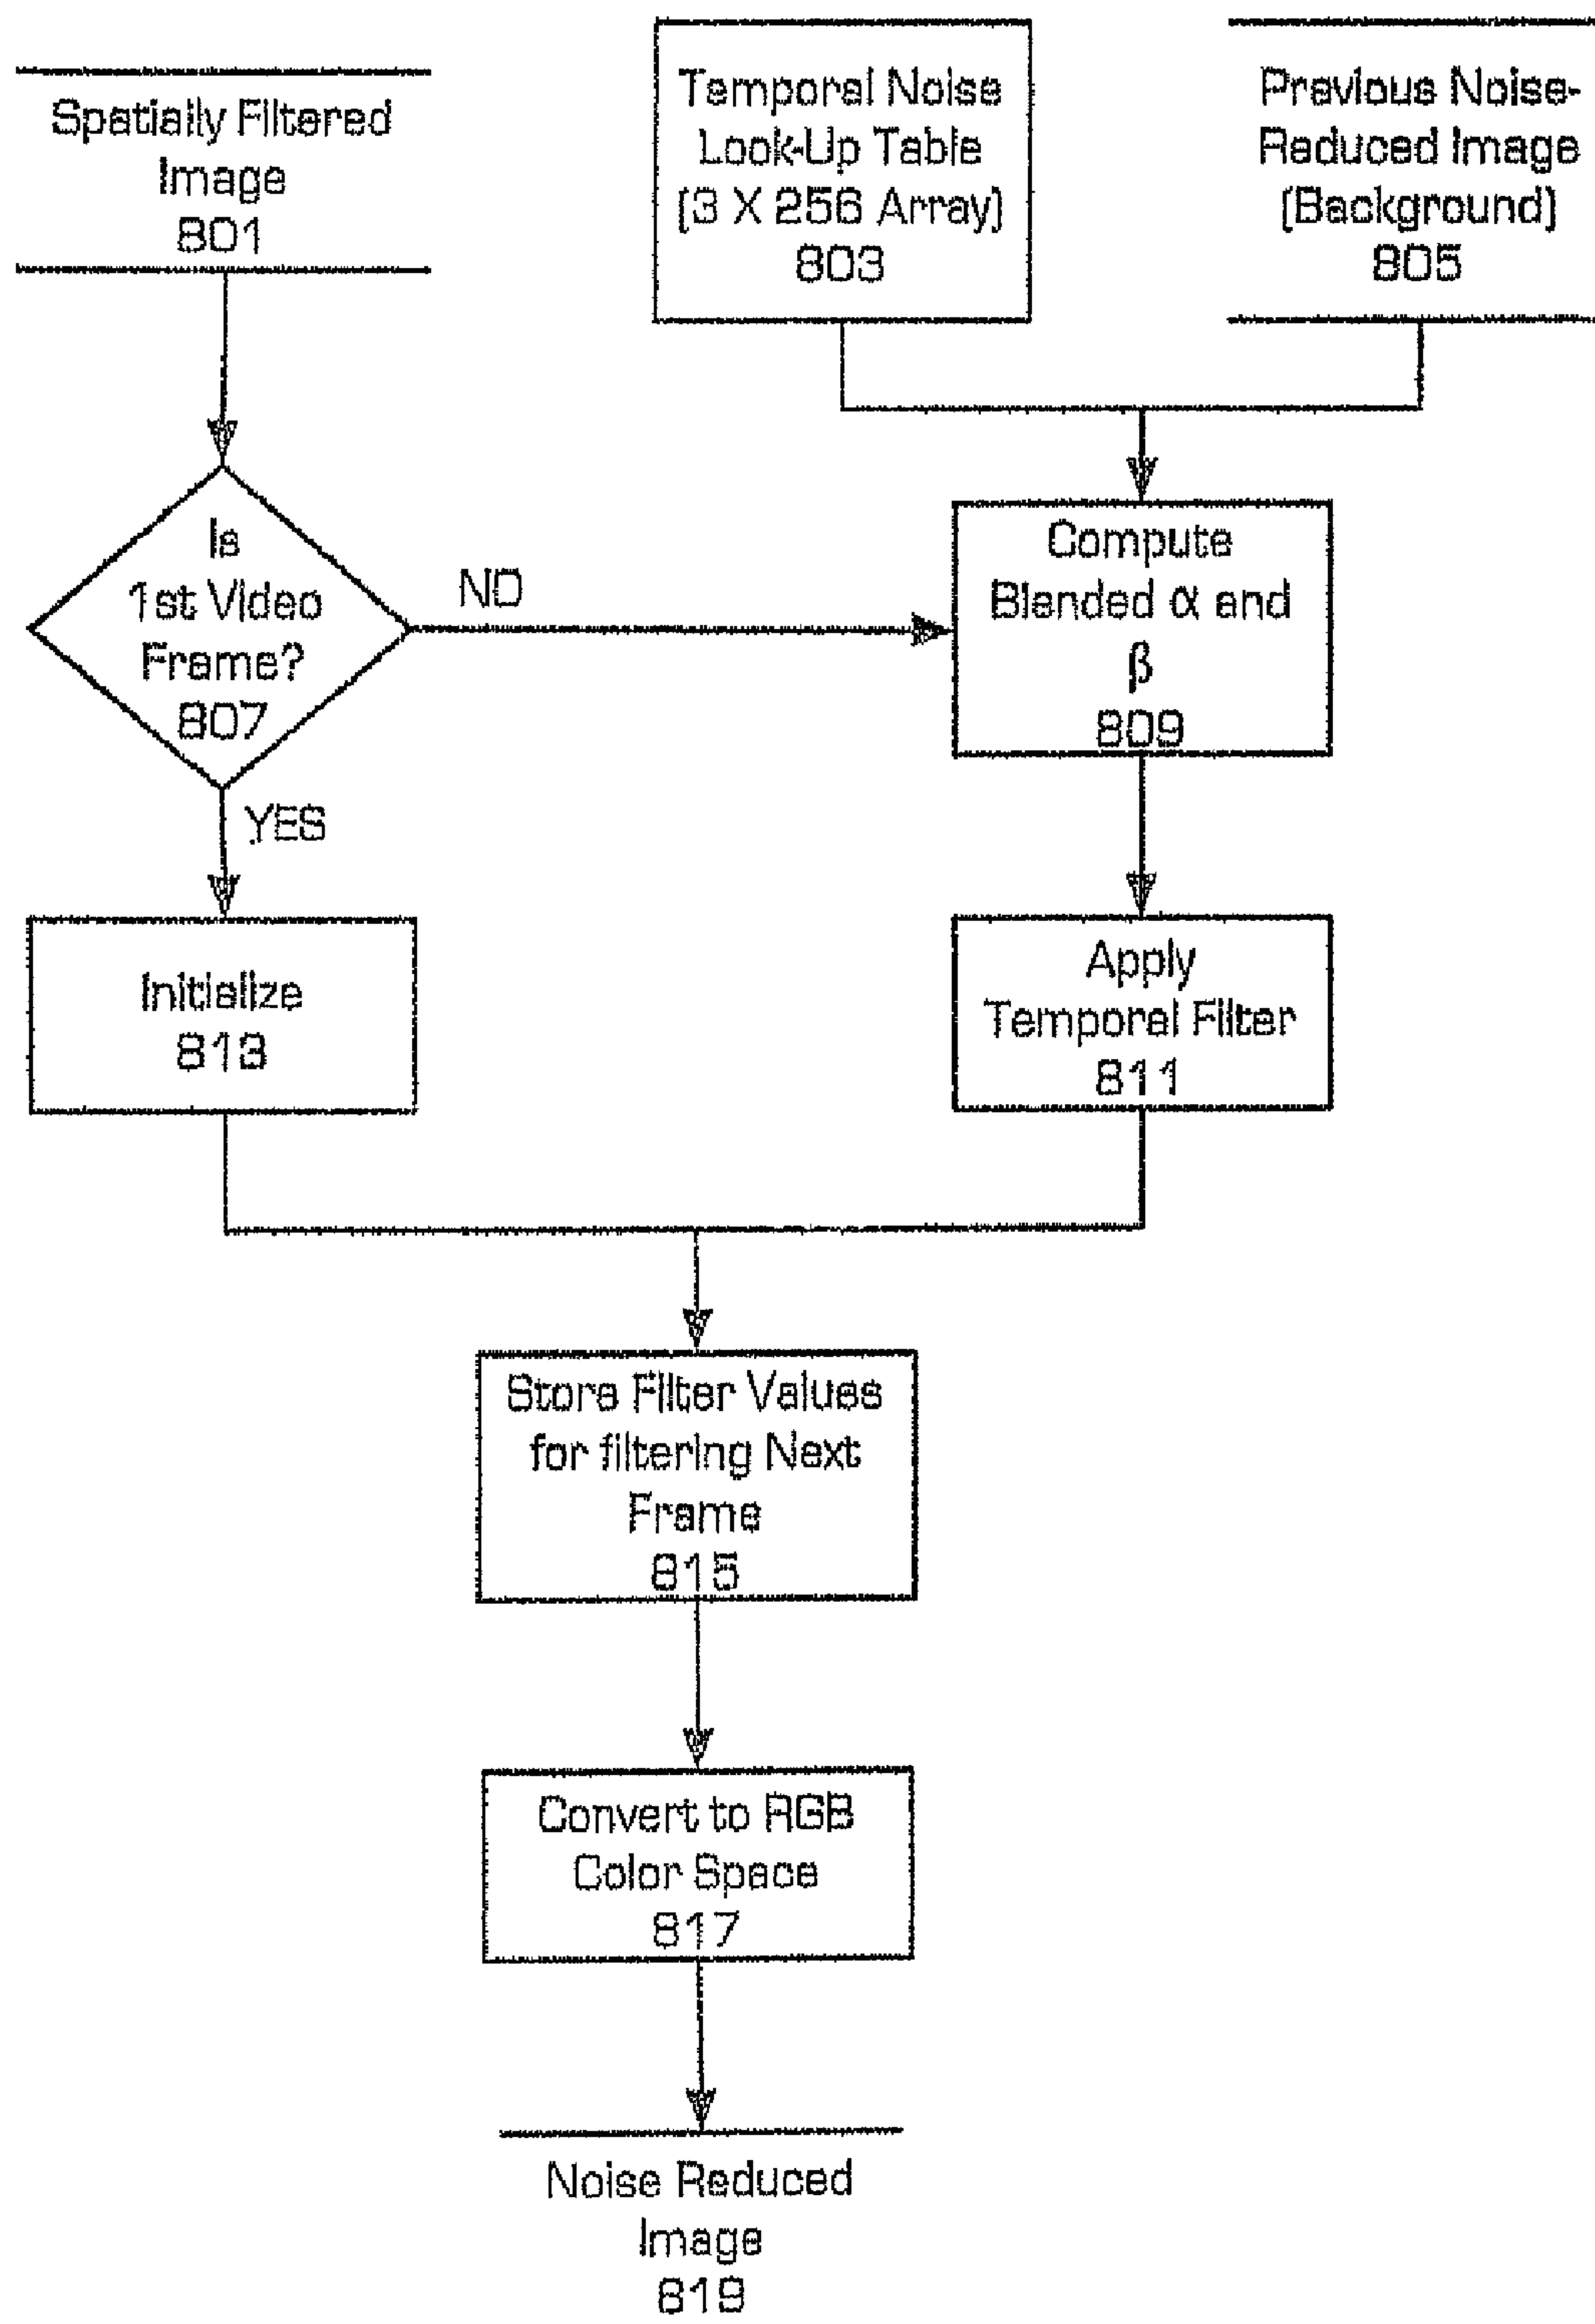 Spatially Filtered
Image
801
Temporal Noise
Look-Up Table
(3 X 256 Array)
803
Previous Noise-
Reduced Image
(Background)
805
Is
1st Video
Frame?
807
NO
Compute
Blended α and
β
809
YES
Initialize
813
Apply
Temporal Filter
811
Store Filter Values
for filtering Next
Frame
815
Convert to RGB
Color Space
817
Noise Reduced
Image
819